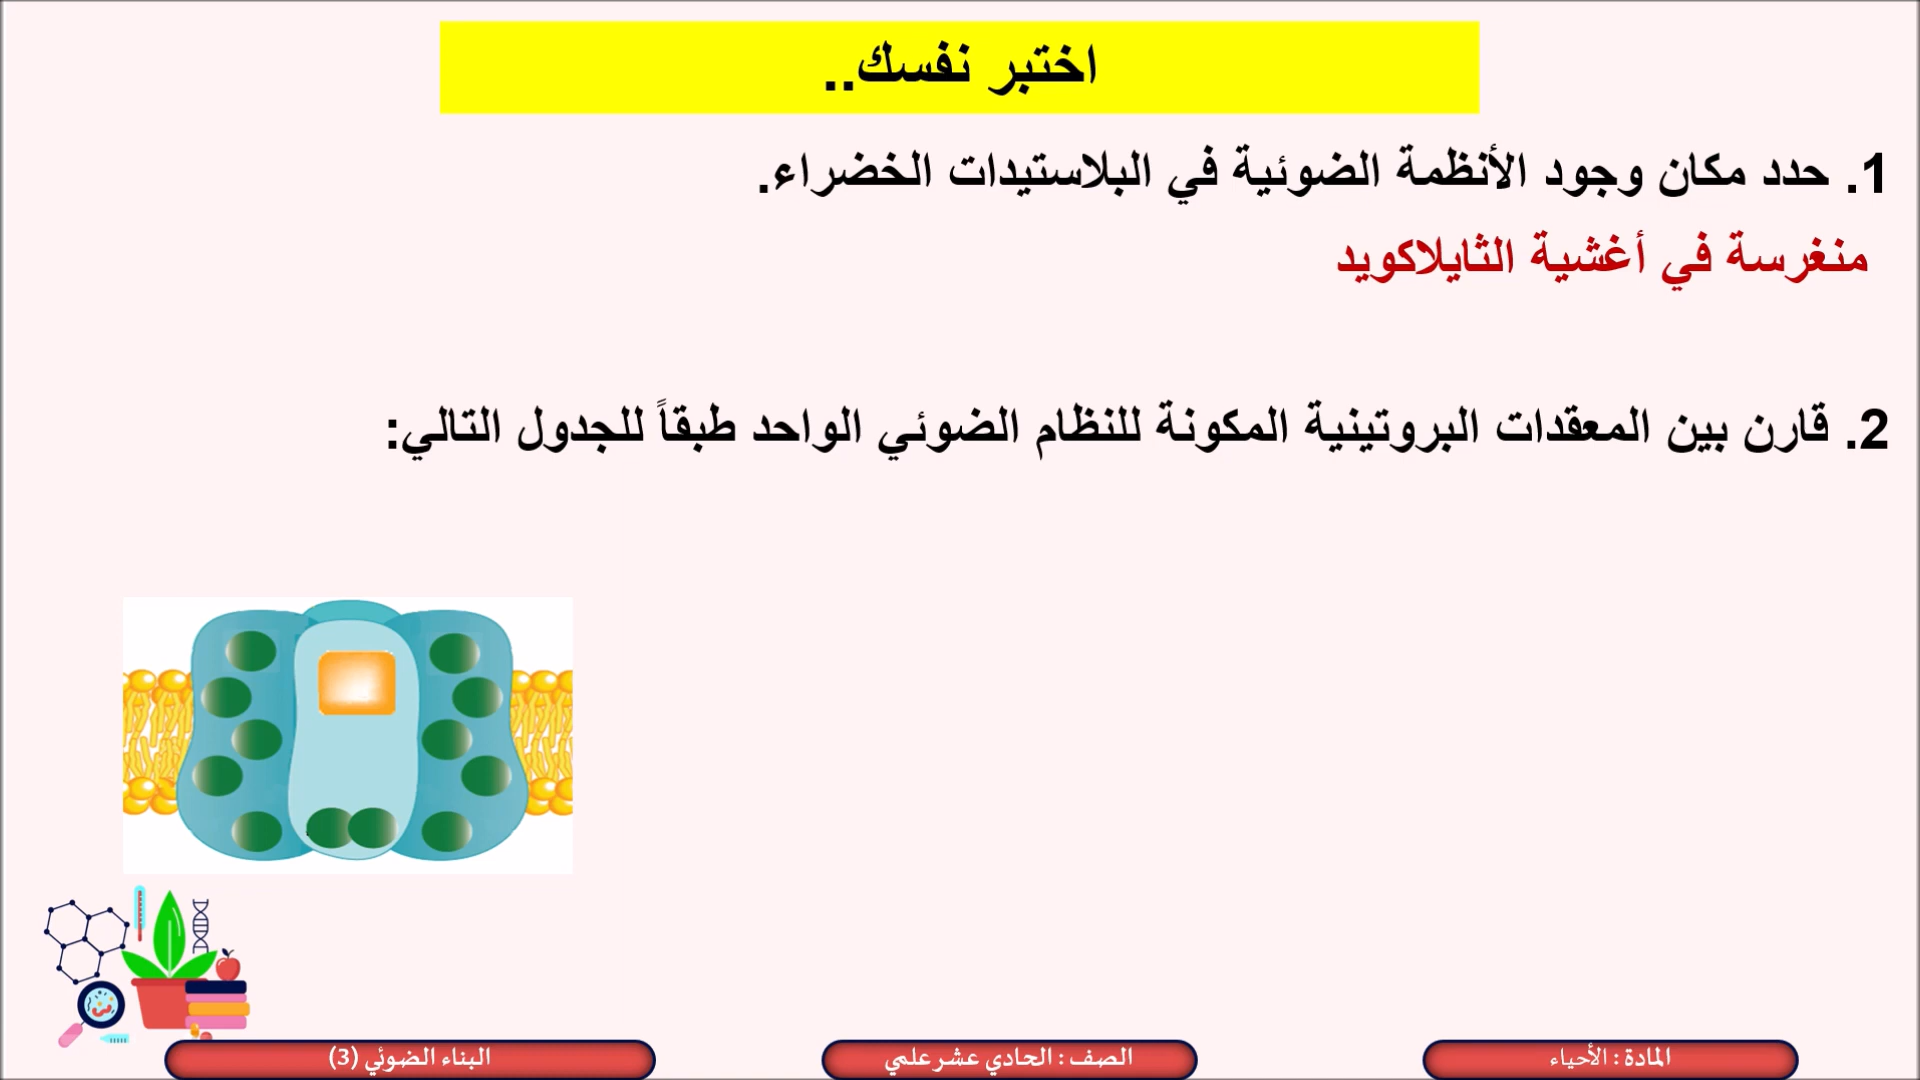 اختبر نفسك..
1. حدد مكان وجود الأنظمة الضوئية في البلاستيدات الخضراء.
منغرسة في أغشية الثايلاكويد
2. قارن بين المعقدات البروتينية المكونة للنظام الضوئي الواحد طبقاً للجدول التالي:
المادة : الأحياء
الصف : الحادي عشر علمي
البناء الضوئي (3)